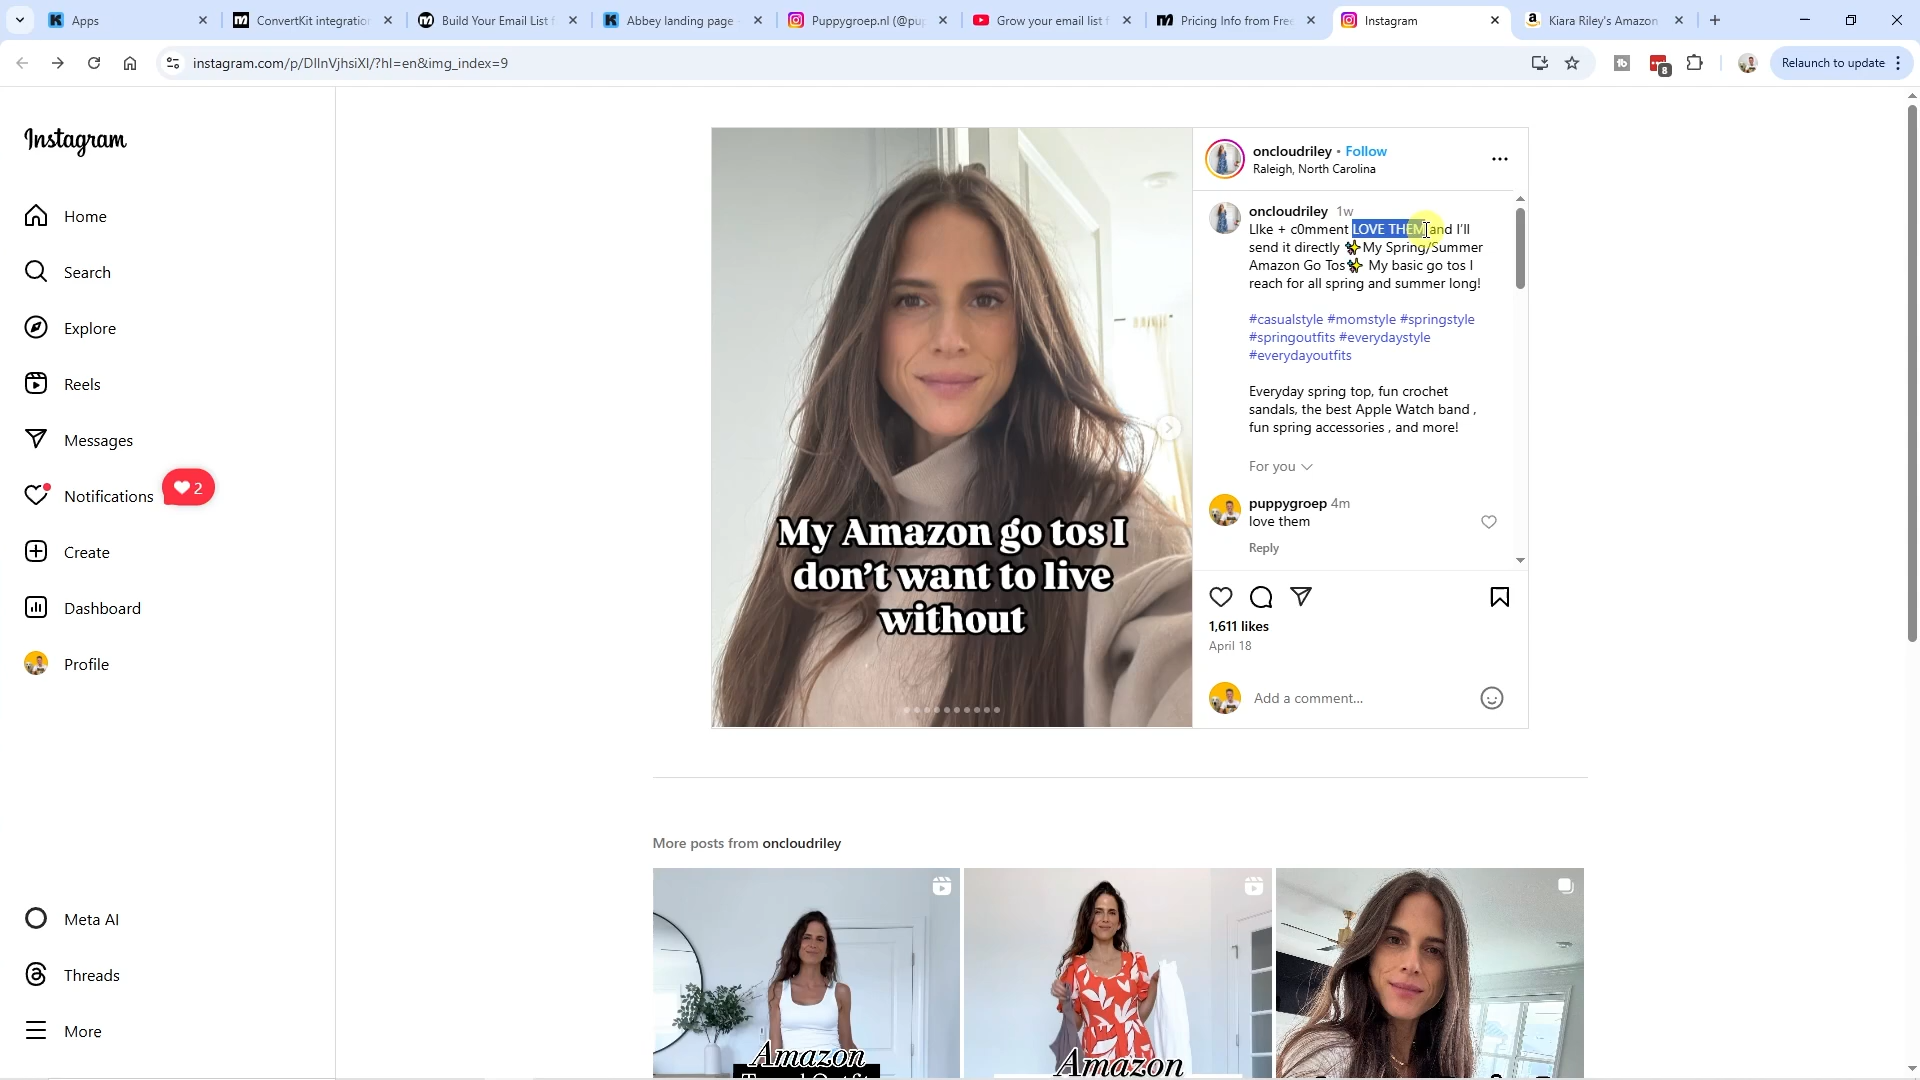 Apps
ConvertKit integration
Build Your Email List f
Abbey landing page
Puppygroep.nl (@pup
Grow your email list f
Pricing Info from Free
Instagram
Kiara Riley's Amazon
instagram.com/p/DIlnVjhsiXl/?hl=en&img_index=9
8
Relaunch to update
Instagram
Home
Search
Explore
Reels
Messages
Notifications
2
Create
Dashboard
Profile
Meta AI
Threads
More
My Amazon go tos I
don't want to live
without
oncloudriley • Follow
Raleigh, North Carolina
oncloudriley 1w
LIke + c0mment LOVE THEM and I'll
send it directly ✨My Spring/Summer
Amazon Go Tos✨ My basic go tos I
reach for all spring and summer long!
#casualstyle #momstyle #springstyle
#springoutfits #everydaystyle
#everydayoutfits
Everyday spring top, fun crochet
sandals, the best Apple Watch band ,
fun spring accessories , and more!
For you
puppygroep 4m
love them
Reply
1,611 likes
April 18
Add a comment...
More posts from oncloudriley
Amazon
Amazon